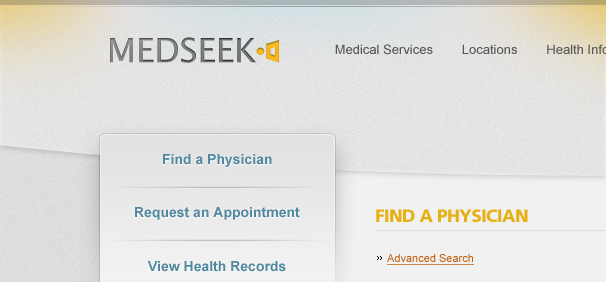 MEDSEEK
Medical Services Locations Health Info
Find a Physician
Request an Appointment
View Health Records
FIND A PHYSICIAN
» Advanced Search